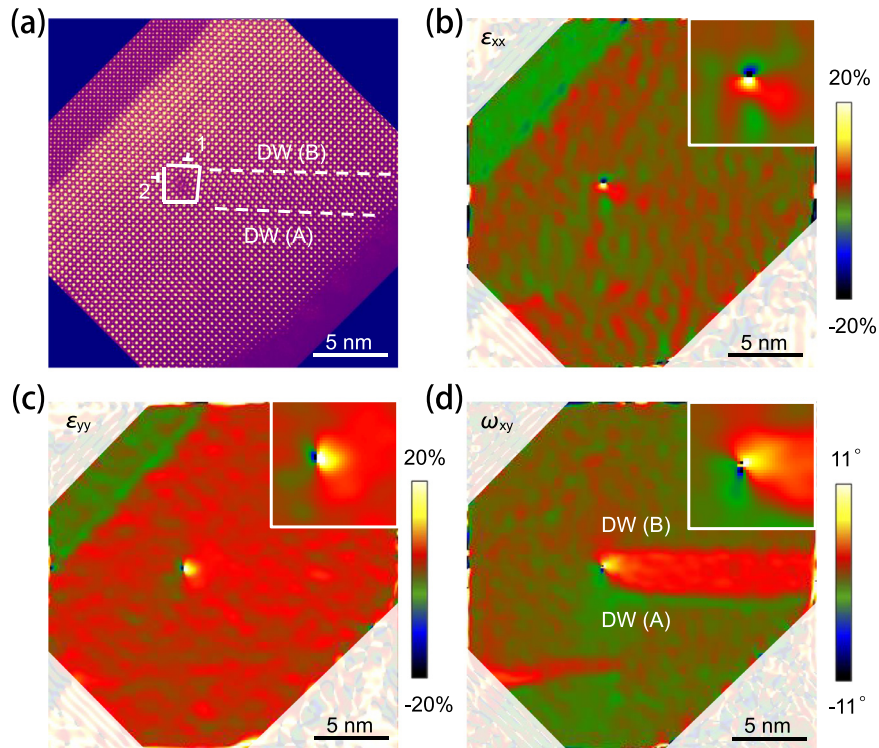 (a)
1
2
DW (B)
DW (A)
5 nm
(b)
εxx
20%
-20%
5 nm
(c)
εyy
20%
-20%
5 nm
(d)
ωxy
11°
DW (B)
DW (A)
-11°
5 nm